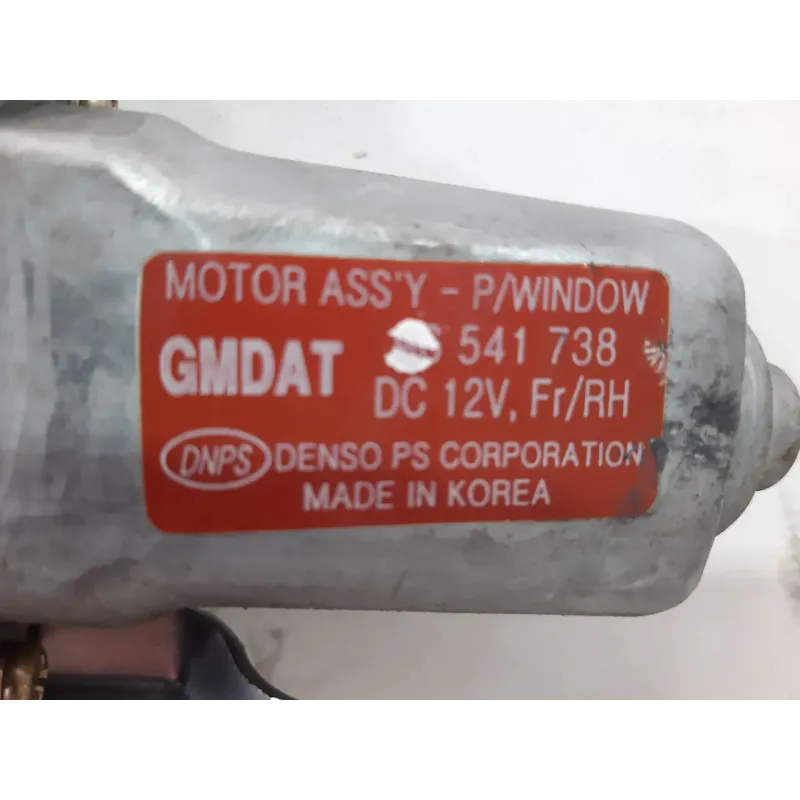 MOTOR ASS'Y - P/WINDOW
GMDAT 541 738
DC 12V, Fr/RH
DNPS DENSO PS CORPORATION
MADE IN KOREA